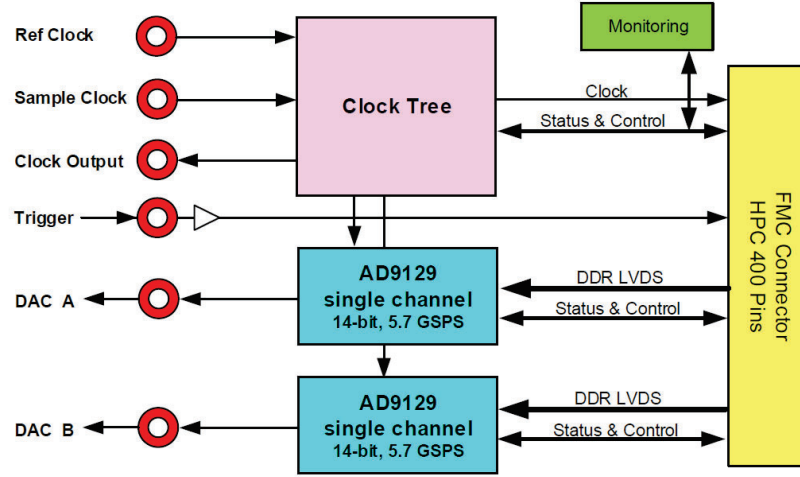 Ref Clock
Sample Clock
Clock Output
Trigger
DAC A
DAC B
Clock Tree
Monitoring
Clock
Status & Control
AD9129
single channel
14-bit, 5.7 GSPS
DDR LVDS
Status & Control
AD9129
single channel
14-bit, 5.7 GSPS
DDR LVDS
Status & Control
FMC Connector
HPC 400 Pins